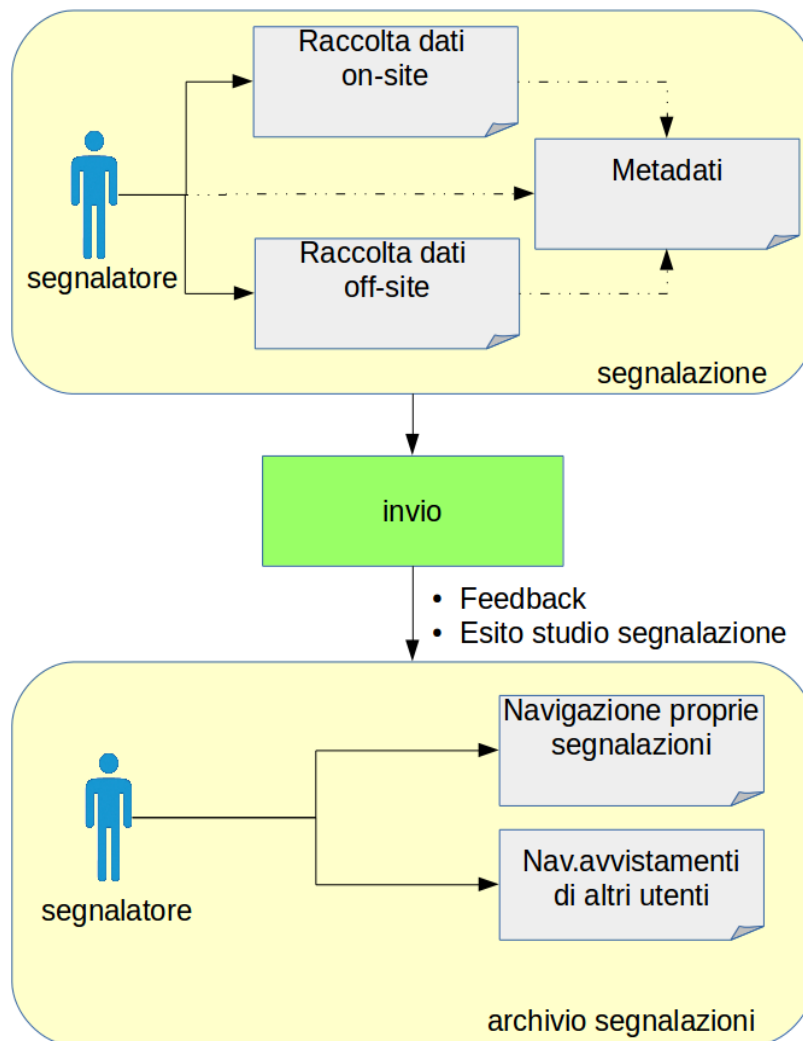 Raccolta dati
on-site
Metadati
segnalatore
Raccolta dati
off-site
segnalazione
invio
• Feedback
• Esito studio segnalazione
Navigazione proprie
segnalazioni
segnalatore
Nav.avvistamenti
di altri utenti
archivio segnalazioni